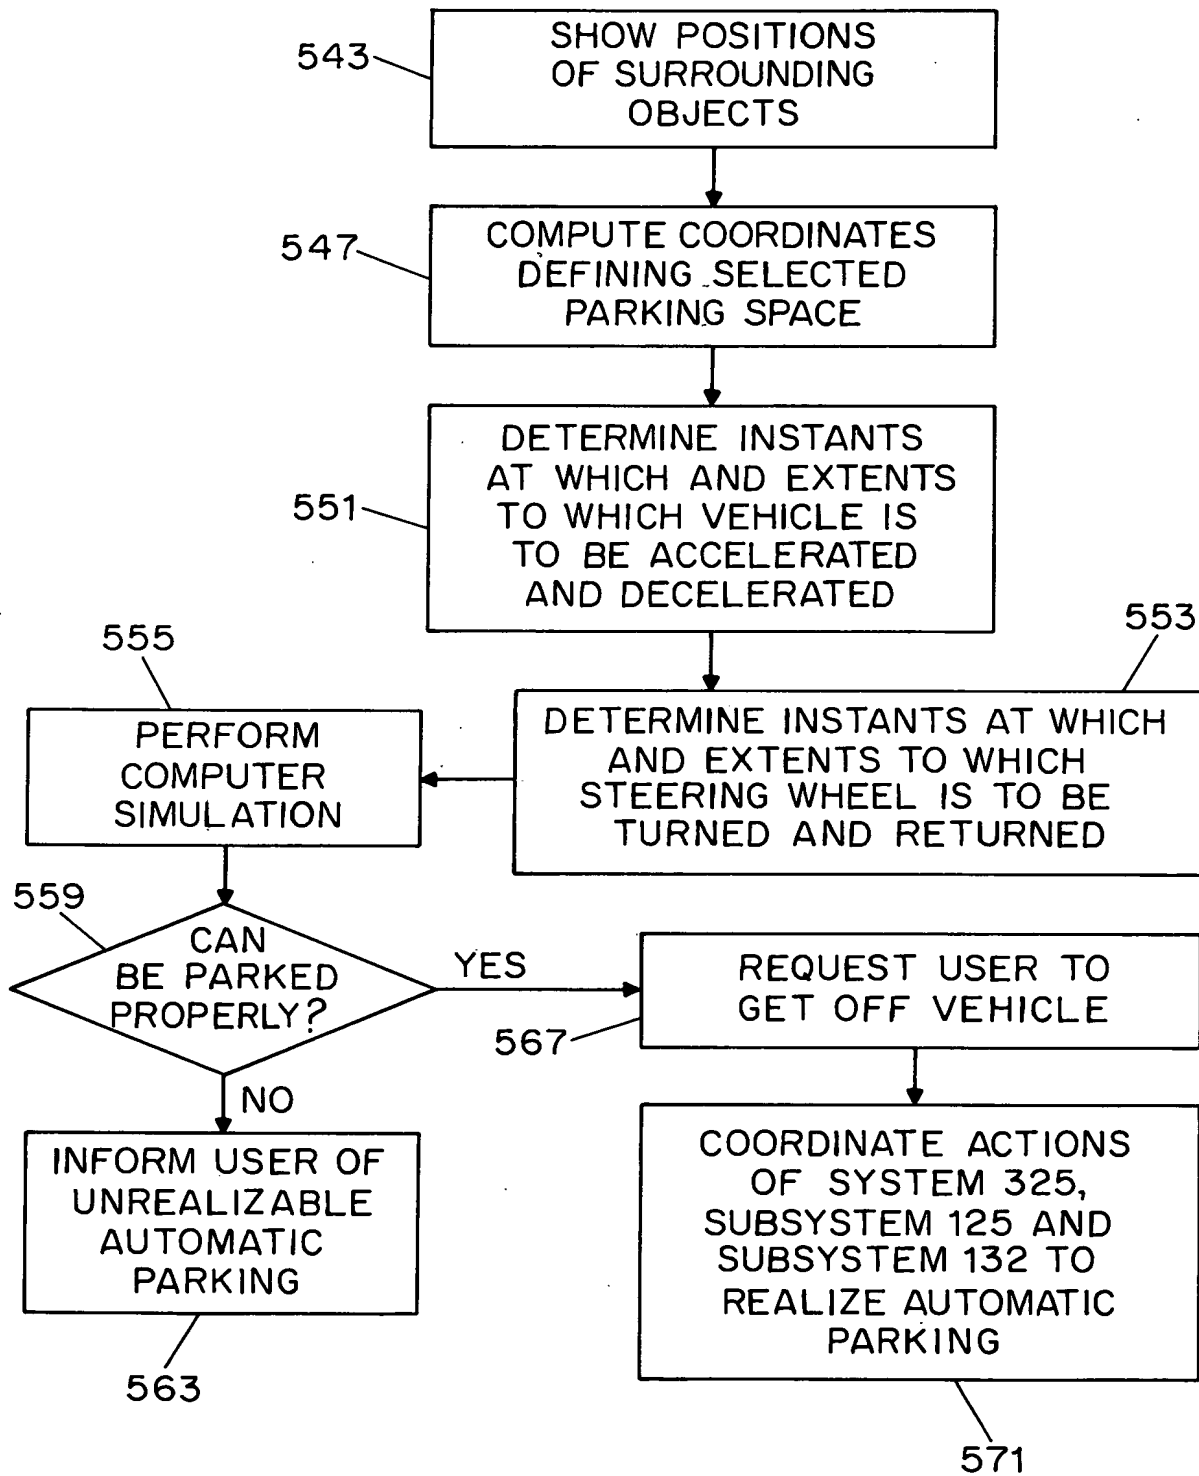 543
SHOW POSITIONS
OF SURROUNDING
OBJECTS
547
COMPUTE COORDINATES
DEFINING SELECTED
PARKING SPACE
551
DETERMINE INSTANTS
AT WHICH AND EXTENTS
TO WHICH VEHICLE IS
TO BE ACCELERATED
AND DECELERATED
553
DETERMINE INSTANTS AT WHICH
AND EXTENTS TO WHICH
STEERING WHEEL IS TO BE
TURNED AND RETURNED
555
PERFORM
COMPUTER
SIMULATION
559
CAN
BE PARKED
PROPERLY?
YES
NO
567
REQUEST USER TO
GET OFF VEHICLE
INFORM USER OF
UNREALIZABLE
AUTOMATIC
PARKING
563
COORDINATE ACTIONS
OF SYSTEM 325,
SUBSYSTEM 125 AND
SUBSYSTEM 132 TO
REALIZE AUTOMATIC
PARKING
571